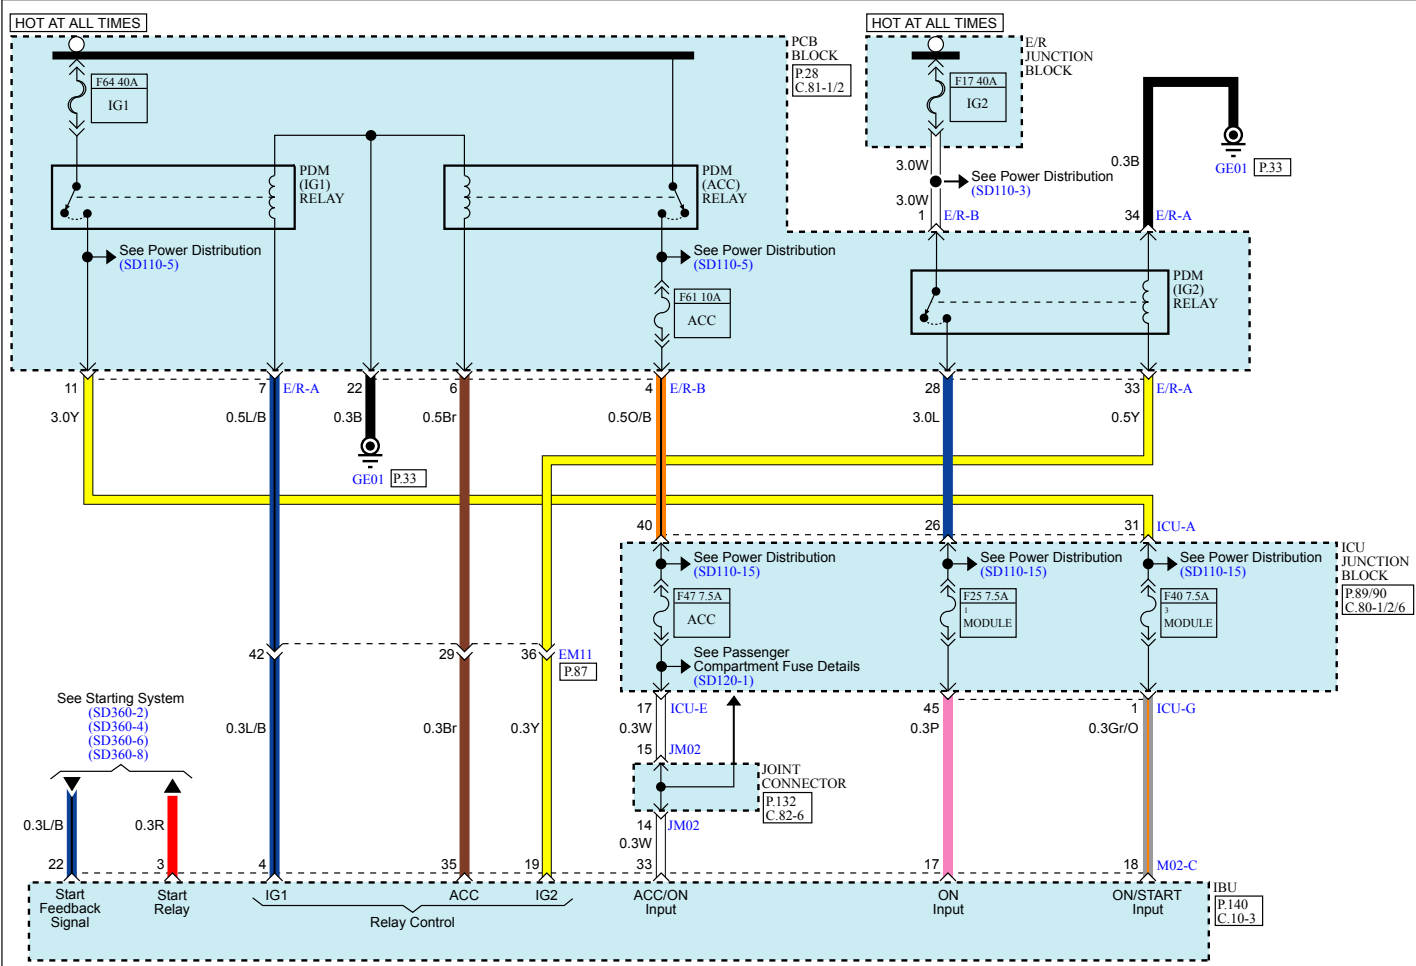 HOT AT ALL TIMES
HOT AT ALL TIMES
PCB
BLOCK
P.28
C.81-1/2
E/R
JUNCTION
BLOCK
F64 40A
IG1
F17 40A
IG2
PDM
(IG1)
RELAY
PDM
(ACC)
RELAY
3.0W
See Power Distribution
(SD110-3)
3.0W
1
E/R-B
0.3B
GE01
P.33
34
E/R-A
See Power Distribution
(SD110-5)
See Power Distribution
(SD110-5)
F61 10A
ACC
PDM
(IG2)
RELAY
11
7
E/R-A
22
6
4
E/R-B
28
33
E/R-A
3.0Y
0.5L/B
0.3B
0.5Br
0.5O/B
3.0L
0.5Y
GE01
P.33
40
26
31
ICU-A
See Power Distribution
(SD110-15)
See Power Distribution
(SD110-15)
See Power Distribution
(SD110-15)
ICU
JUNCTION
BLOCK
P.89/90
C.80-1/2/6
F47 7.5A
ACC
F25 7.5A
1
MODULE
F40 7.5A
3
MODULE
42
29
36
EM11
P.87
See Passenger
Compartment Fuse Details
(SD120-1)
See Starting System
(SD360-2)
(SD360-4)
(SD360-6)
(SD360-8)
0.3L/B
0.3Br
0.3Y
17
ICU-E
0.3W
15
JM02
45
0.3P
1
ICU-G
0.3Gr/O
JOINT
CONNECTOR
P.132
C.82-6
0.3L/B
0.3R
14
JM02
0.3W
22
3
4
35
19
33
17
18
M02-C
Start
Feedback
Signal
Start
Relay
IG1
ACC
IG2
Relay Control
ACC/ON
Input
ON
Input
ON/START
Input
IBU
P.140
C.10-3